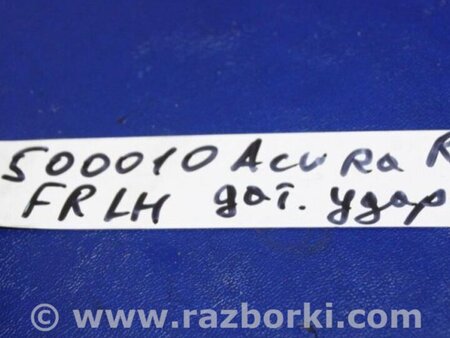 500010 Acura R
FR LH дат. удар
© www.razborki.com